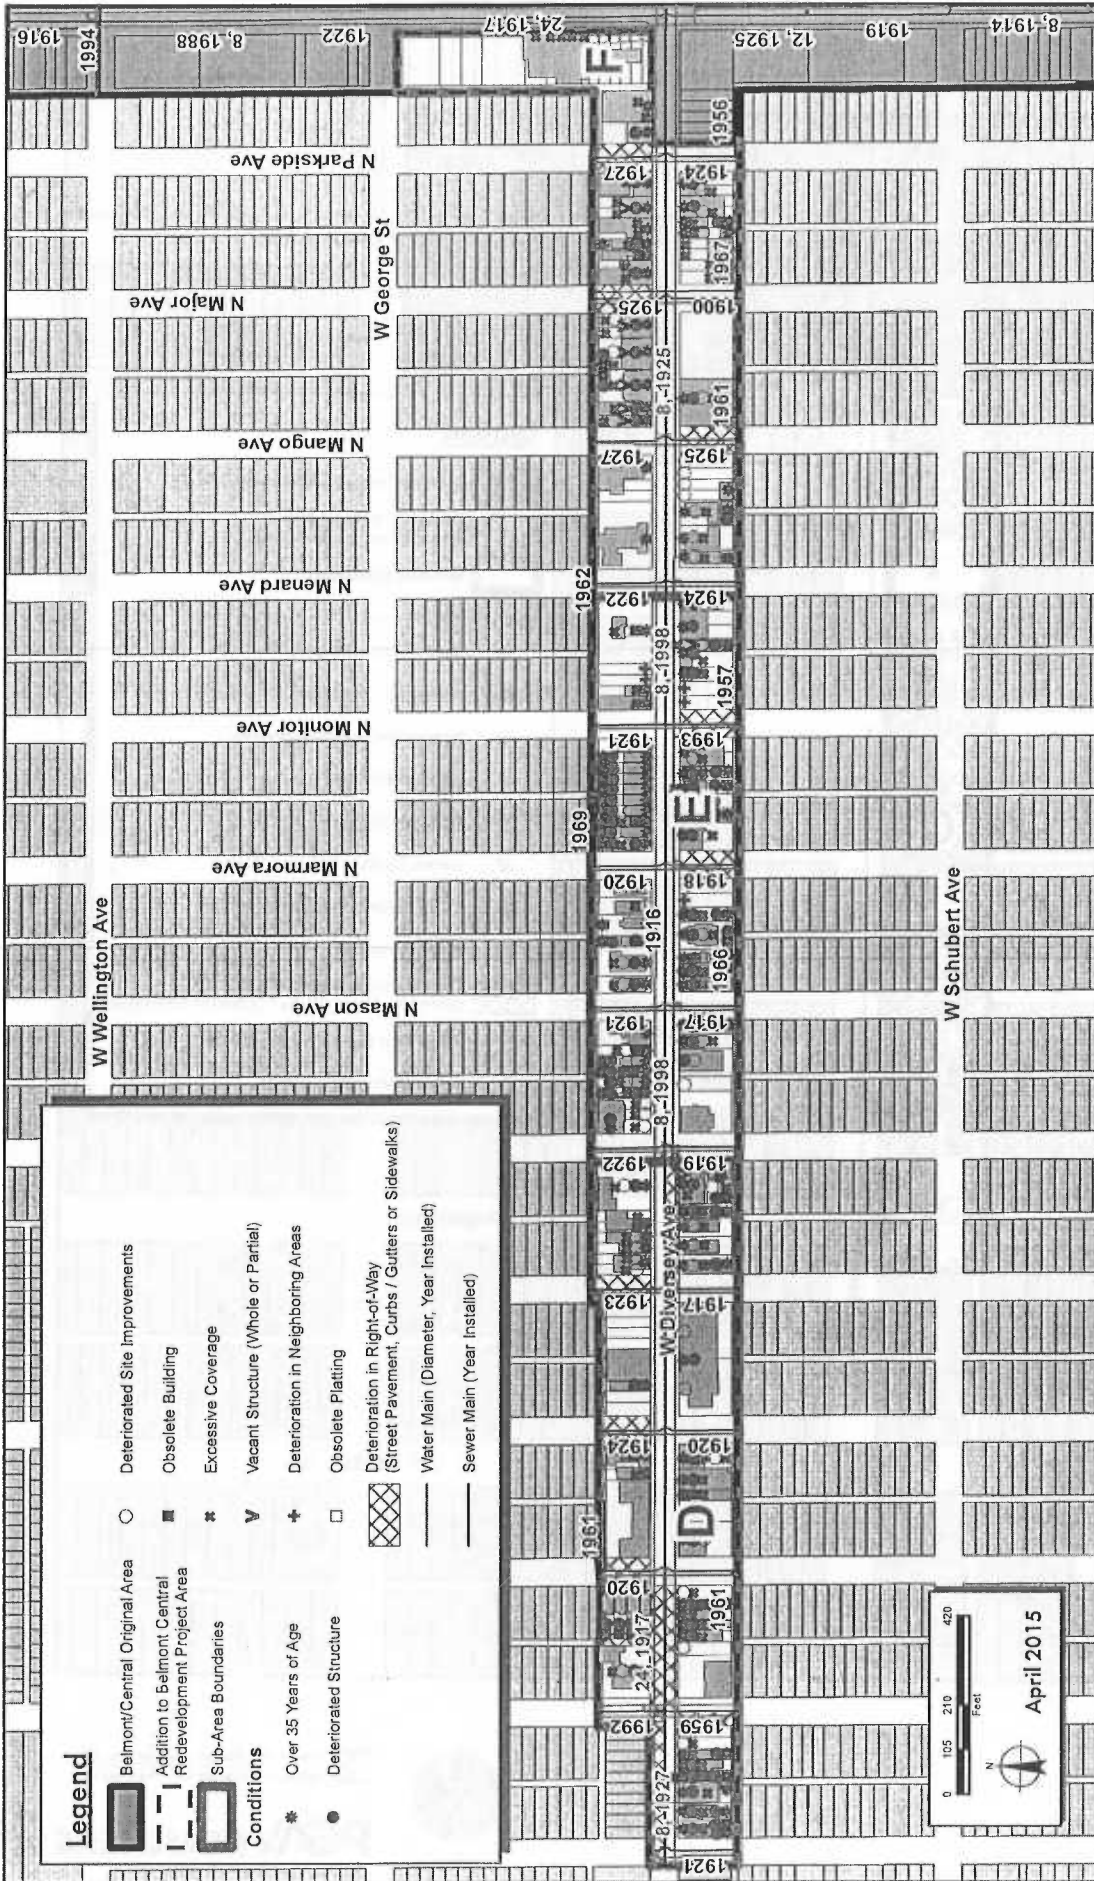 Legend
Belmont/Central Original Area
Addition to Belmont Central
Redevelopment Project Area
Sub-Area Boundaries
Conditions
Over 35 Years of Age
Deteriorated Structure
Deteriorated Site Improvements
Obsolete Building
Excessive Coverage
Vacant Structure (Whole or Partial)
Deterioration in Neighboring Areas
Obsolete Platting
Deterioration in Right-of-Way
(Street Pavement, Curbs / Gutters or Sidewalks)
Water Main (Diameter, Year Installed)
Sewer Main (Year Installed)
W Wellington Ave
W George St
W Diversey Ave
W Schubert Ave
N Mason Ave
N Marmora Ave
N Monitor Ave
N Menard Ave
N Mango Ave
N Major Ave
N Parkside Ave
1916
1994
8, 1988
1922
24, 1917
12, 1925
1919
8, 1914
1961
1969
1962
1992
1920
1924
1923
1922
1921
1920
1921
1922
1927
1925
1927
24, 1917
8, 1927
8, 1998
1916
8, 1998
8, 1925
1921
1959
1961
1920
1917
1919
1917
1966
1918
1993
1957
1924
1925
1961
1900
1967
1924
1956
D
E
F
0 105 210 420
Feet
N
April 2015